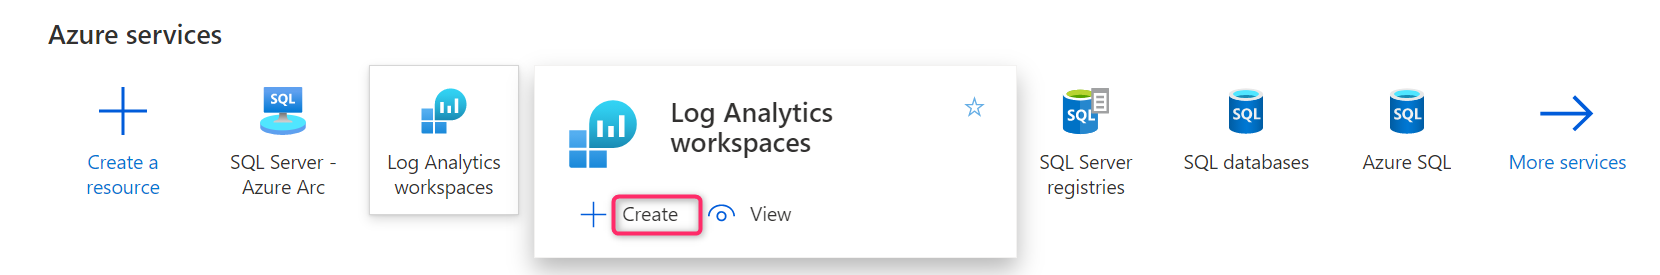 Azure services
SQL
Create a
resource
SQL Server -
Azure Arc
Log Analytics
workspaces
Log Analytics
workspaces
Create
View
SQL
SQL Server
registries
SQL
SQL databases
SQL
Azure SQL
More services